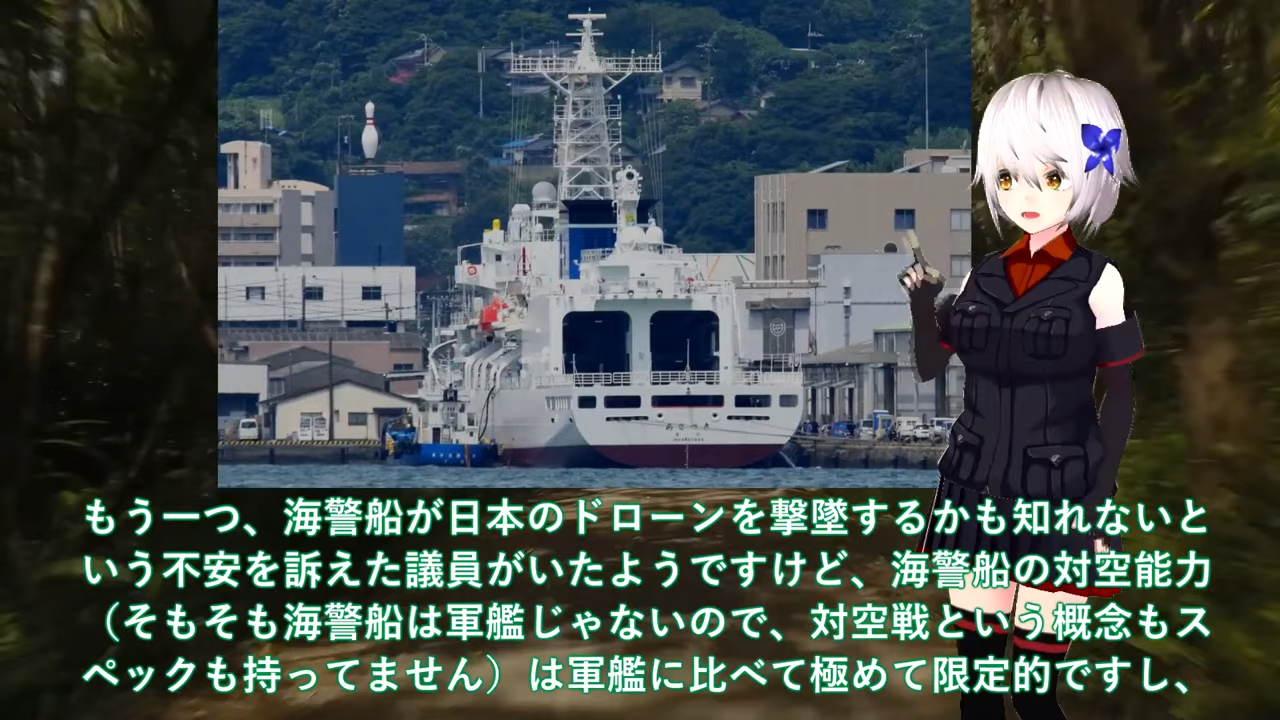 もう一つ、海警船が日本のドローンを撃墜するかも知れないと
いう不安を訴えた議員がいたようですけど、海警船の対空能力
（そもそも海警船は軍艦じゃないので、対空戦という概念もス
ペックも持ってません）は軍艦に比べて極めて限定的ですし、